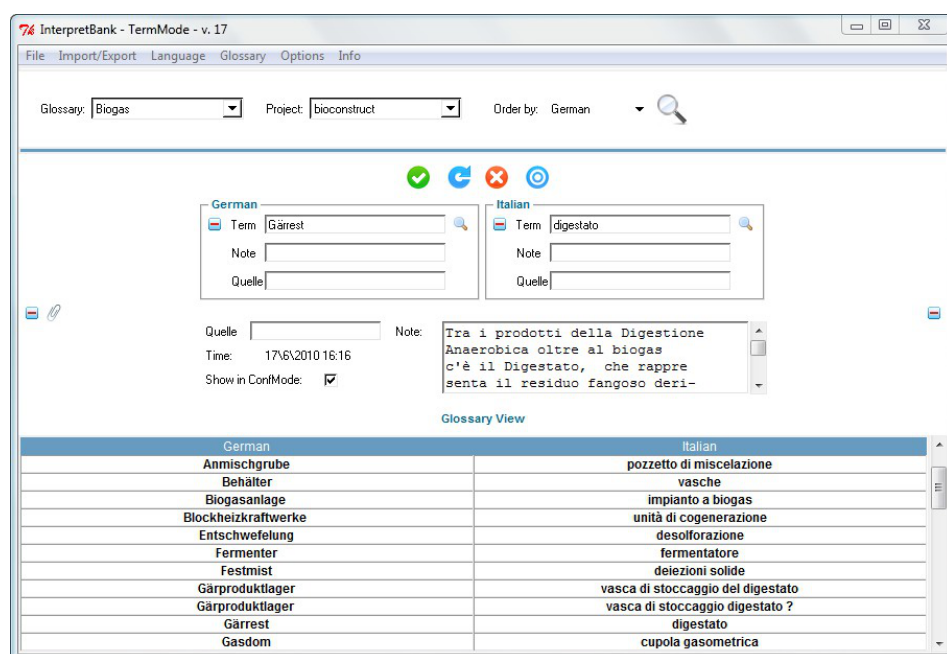 InterpretBank - TermMode - v. 17
File Import/Export Language Glossary Options Info
Glossary: Biogas Project: bioconstruct Order by: German
German Italian
Term Gärrest Term digestato
Note Note
Quelle Quelle
Quelle Note:
Time: 17\6\2010 16:16
Show in ConfMode:
Tra i prodotti della Digestione
Anaerobica oltre al biogas
c'è il Digestato, che rappre
senta il residuo fangoso deri-
Glossary View
German Italian
Anmischgrube pozzetto di miscelazione
Behälter vasche
Biogasanlage impianto a biogas
Blockheizkraftwerke unità di cogenerazione
Entschwefelung desolforazione
Fermenter fermentatore
Festmist deiezioni solide
Gärproduktlager vasca di stoccaggio del digestato
Gärproduktlager vasca di stoccaggio digestato ?
Gärrest digestato
Gasdom cupola gasometrica